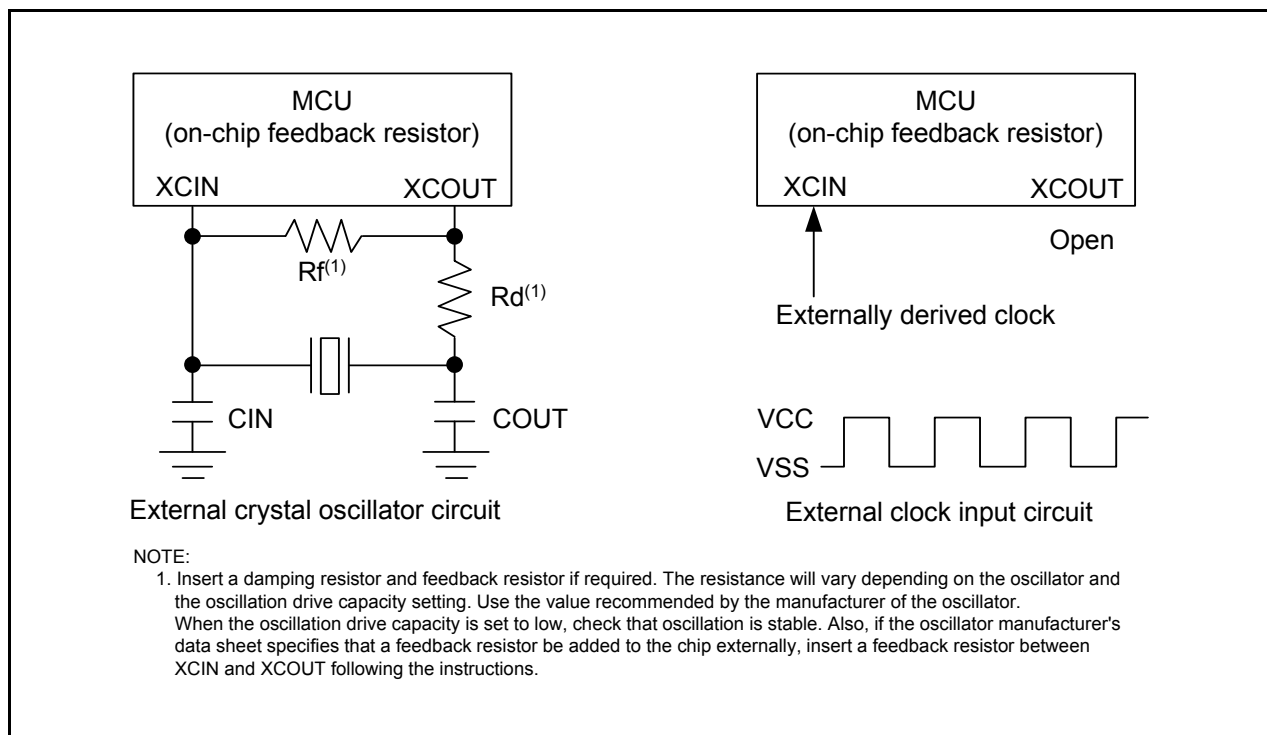 MCU
(on-chip feedback resistor)
XCIN
XCOUT
Rf(1)
Rd(1)
CIN
COUT
External crystal oscillator circuit
MCU
(on-chip feedback resistor)
XCIN
XCOUT
Open
Externally derived clock
VCC
VSS
External clock input circuit
NOTE:
1. Insert a damping resistor and feedback resistor if required. The resistance will vary depending on the oscillator and
the oscillation drive capacity setting. Use the value recommended by the manufacturer of the oscillator.
When the oscillation drive capacity is set to low, check that oscillation is stable. Also, if the oscillator manufacturer's
data sheet specifies that a feedback resistor be added to the chip externally, insert a feedback resistor between
XCIN and XCOUT following the instructions.